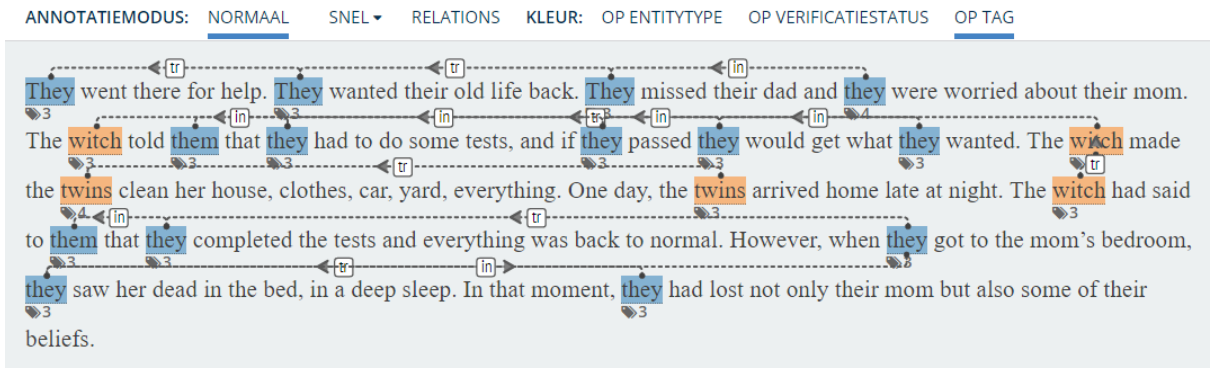 ANNOTATIEMODUS: NORMAAL SNEL RELATIONS KLEUR: OP ENTITYTYPE OP VERIFICATIESTATUS OP TAG
tr tr in
They went there for help. They wanted their old life back. They missed their dad and they were worried about their mom.
3 3 3 4
in in tr in in
The witch told them that they had to do some tests, and if they passed they would get what they wanted. The witch made
3 3 3 3 3 3
tr tr
the twins clean her house, clothes, car, yard, everything. One day, the twins arrived home late at night. The witch had said
4 3 3
in tr
to them that they completed the tests and everything was back to normal. However, when they got to the mom's bedroom,
3 3 3
tr in
they saw her dead in the bed, in a deep sleep. In that moment, they had lost not only their mom but also some of their
3 3
beliefs.